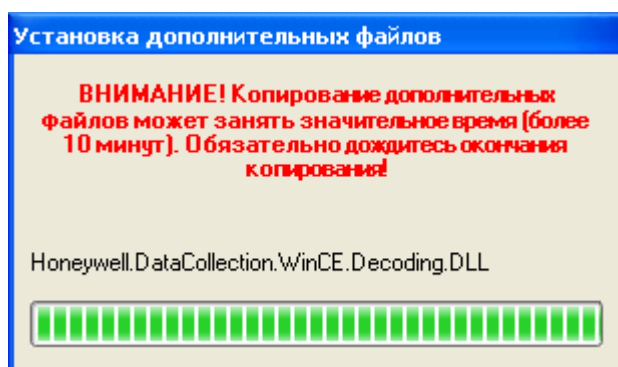 Установка дополнительных файлов
ВНИМАНИЕ! Копирование дополнительных
файлов может занять значительное время (более
10 минут). Обязательно дождитесь окончания
копирования!
Honeywell.DataCollection.WinCE.Decoding.DLL